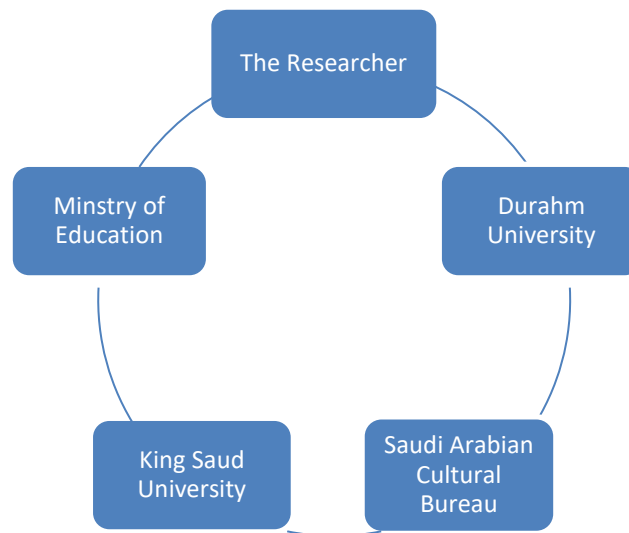 The Researcher
Durahm
University
Saudi Arabian
Cultural
Bureau
King Saud
University
Minstry of
Education